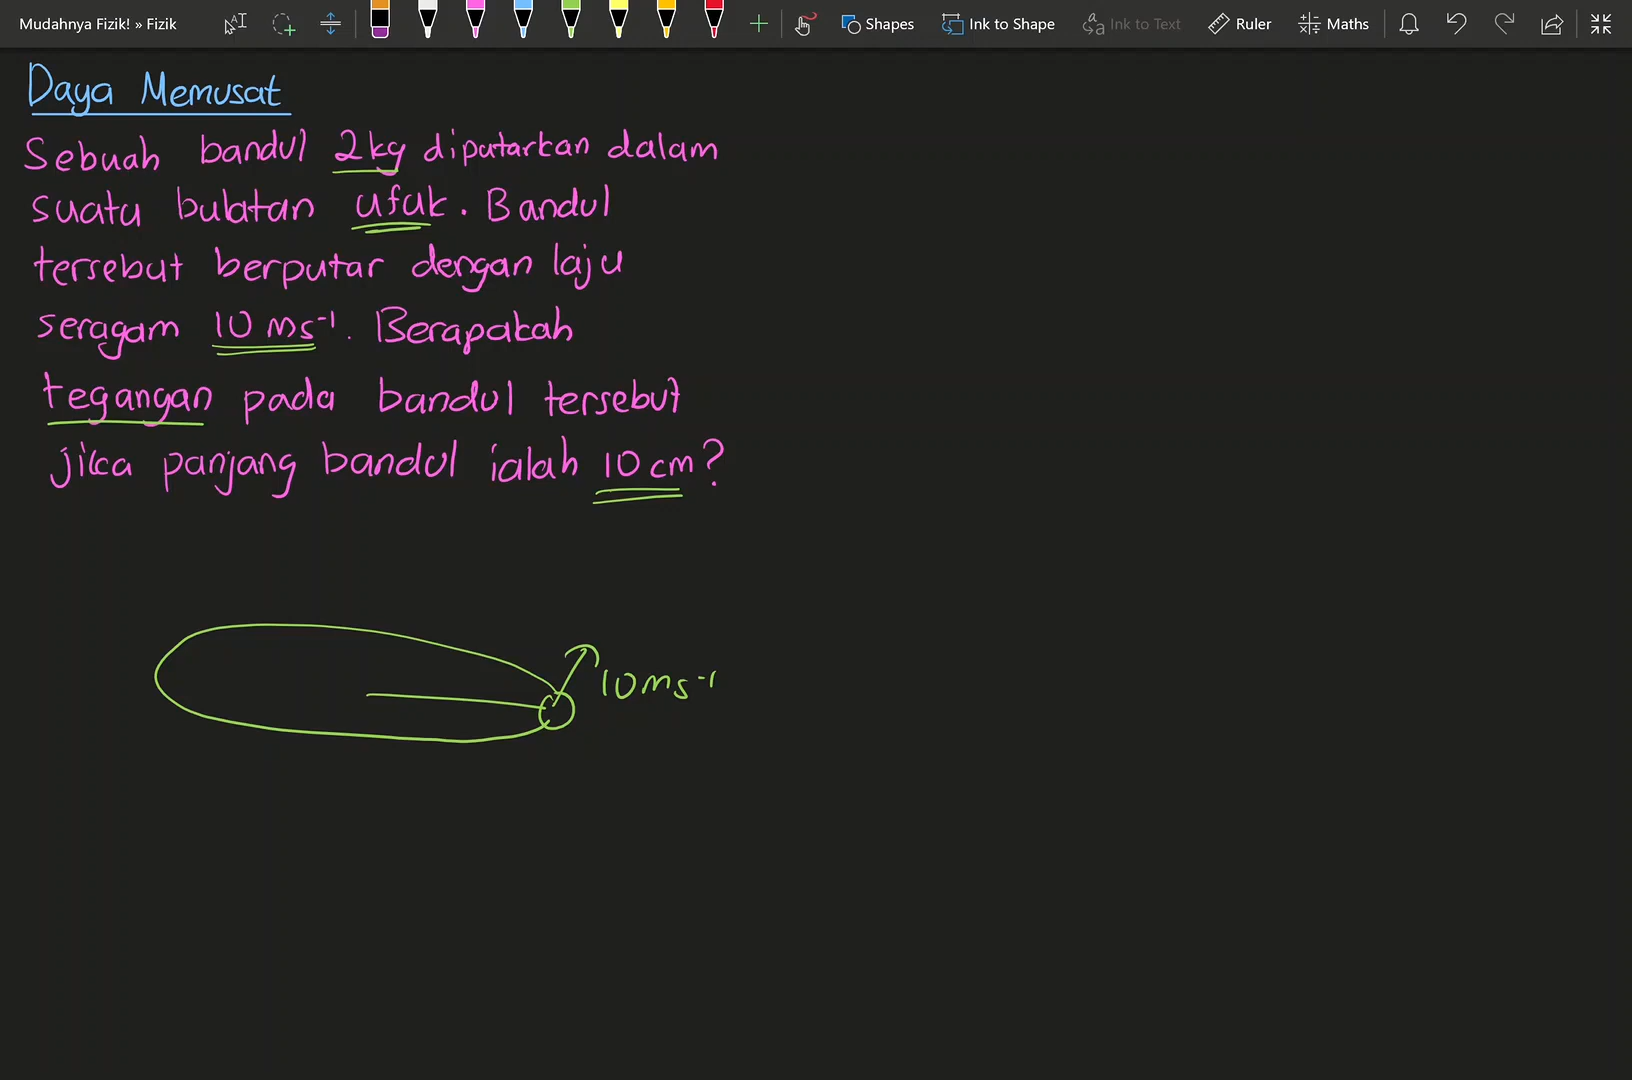 Mudahnya Fizik! » Fizik
Shapes
Ink to Shape
Ink to Text
Ruler
Maths
Daya Memusat
Sebuah bandul 2kg diputarkan dalam
suatu bulatan ufuk. Bandul
tersebut berputar dengan laju
seragam 10 ms⁻¹. Berapakah
tegangan pada bandul tersebut
jika panjang bandul ialah 10 cm?
10 ms⁻¹